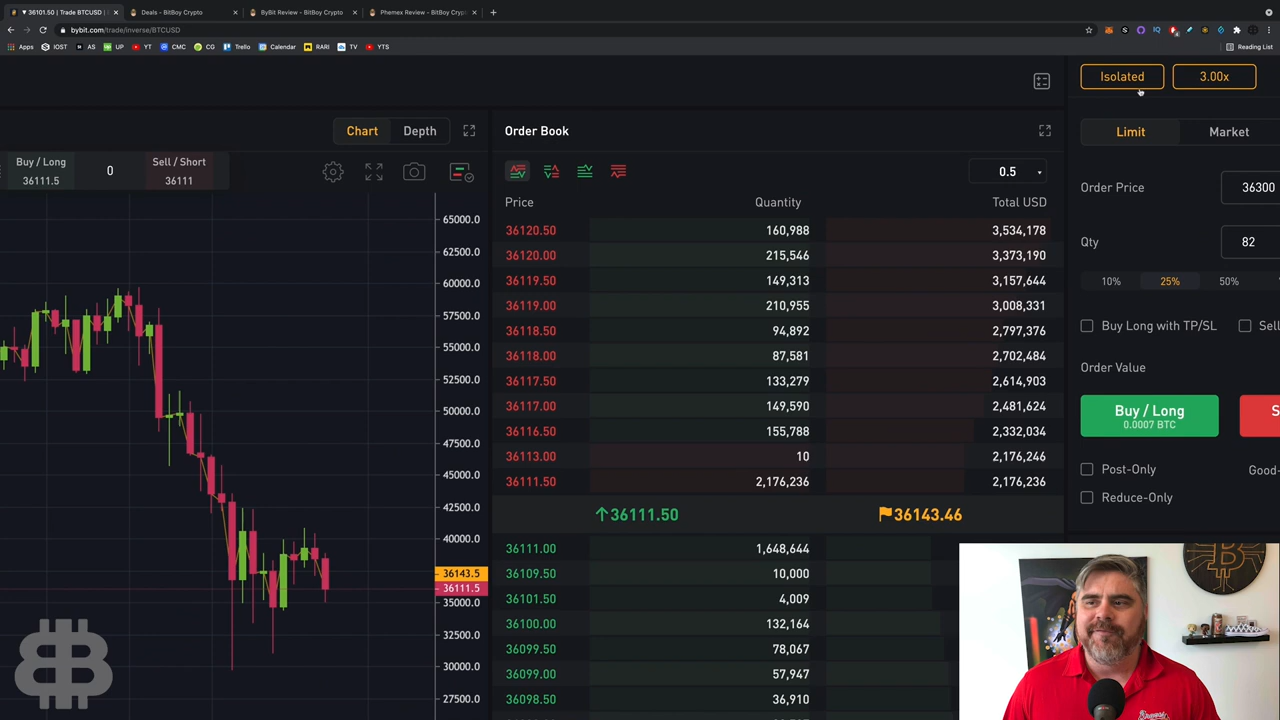 ▼ 36101.50 | Trade BTCUSD |
Deals - BitBoy Crypto
ByBit Review - BitBoy Crypto
Phemex Review - BitBoy Cryp
bybit.com/trade/inverse/BTCUSD
Apps IOST AS UP YT CMC CG Trello Calendar RARI TV YTS
Reading List
Isolated 3.00x
Chart Depth
Order Book
Limit Market
Buy / Long 0 Sell / Short
36111.5 36111
0.5
Order Price 36300
Price Quantity Total USD
65000.0
62500.0
60000.0
57500.0
55000.0
52500.0
50000.0
47500.0
45000.0
42500.0
40000.0
36143.5
36111.5
35000.0
32500.0
30000.0
27500.0
36120.50 160,988 3,534,178
36120.00 215,546 3,373,190
36119.50 149,313 3,157,644
36119.00 210,955 3,008,331
36118.50 94,892 2,797,376
36118.00 87,581 2,702,484
36117.50 133,279 2,614,903
36117.00 149,590 2,481,624
36116.50 155,788 2,332,034
36113.00 10 2,176,246
36111.50 2,176,236 2,176,236
36111.50 36143.46
36111.00 1,648,644
36109.50 10,000
36101.50 4,009
36100.00 132,164
36099.50 78,067
36099.00 57,947
36098.50 36,910
Qty 82
10% 25% 50%
Buy Long with TP/SL Sell
Order Value
Buy / Long S
0.0007 BTC
Post-Only Good-
Reduce-Only